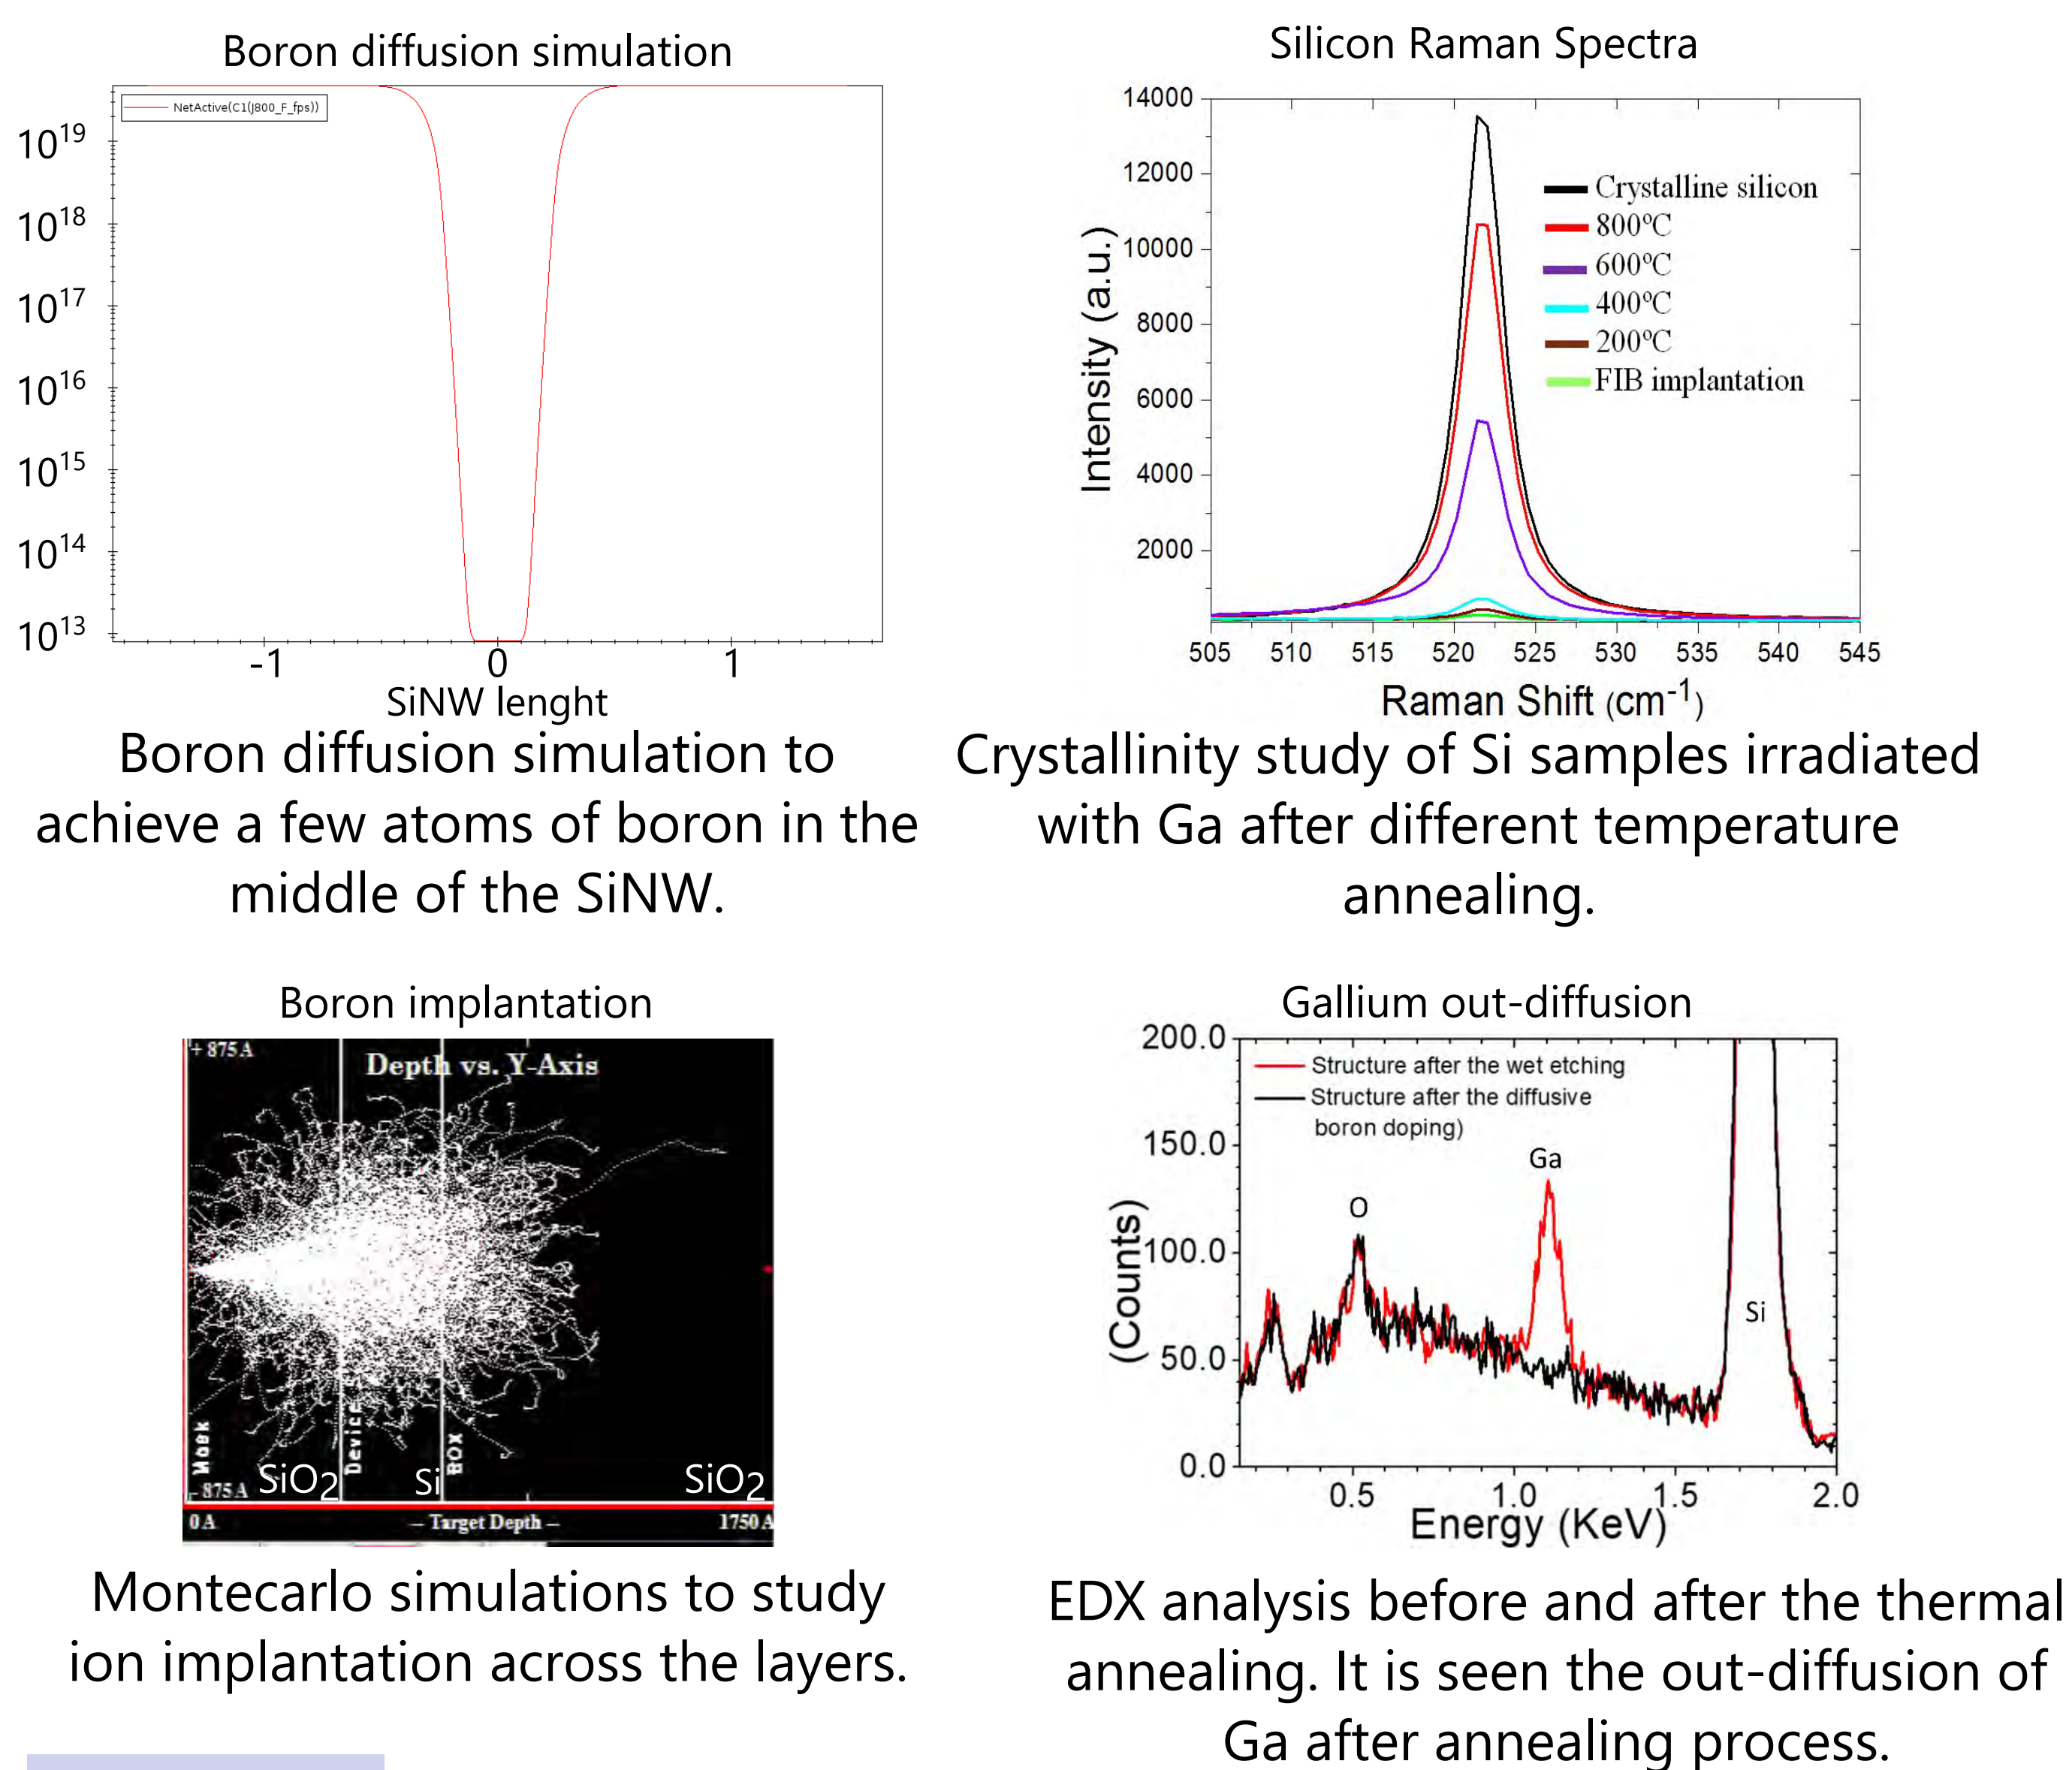 Boron diffusion simulation
NetActive(C1(J800_F_fps))
10^19
10^18
10^17
10^16
10^15
10^14
10^13
-1 0 1
SiNW lenght
Boron diffusion simulation to
achieve a few atoms of boron in the
middle of the SiNW.
Silicon Raman Spectra
14000
12000
10000
8000
6000
4000
2000
Intensity (a.u.)
Crystalline silicon
800ºC
600ºC
400ºC
200ºC
FIB implantation
505 510 515 520 525 530 535 540 545
Raman Shift (cm^-1)
Crystallinity study of Si samples irradiated
with Ga after different temperature
annealing.
Boron implantation
+ 875 A
Depth vs. Y-Axis
Mask
Device
BOX
SiO2 Si SiO2
- 875 A
0 A -- Target Depth -- 1750 A
Montecarlo simulations to study
ion implantation across the layers.
Gallium out-diffusion
200.0
150.0
100.0
50.0
0.0
(Counts)
Structure after the wet etching
Structure after the diffusive
boron doping)
Ga
O
Si
0.5 1.0 1.5 2.0
Energy (KeV)
EDX analysis before and after the thermal
annealing. It is seen the out-diffusion of
Ga after annealing process.